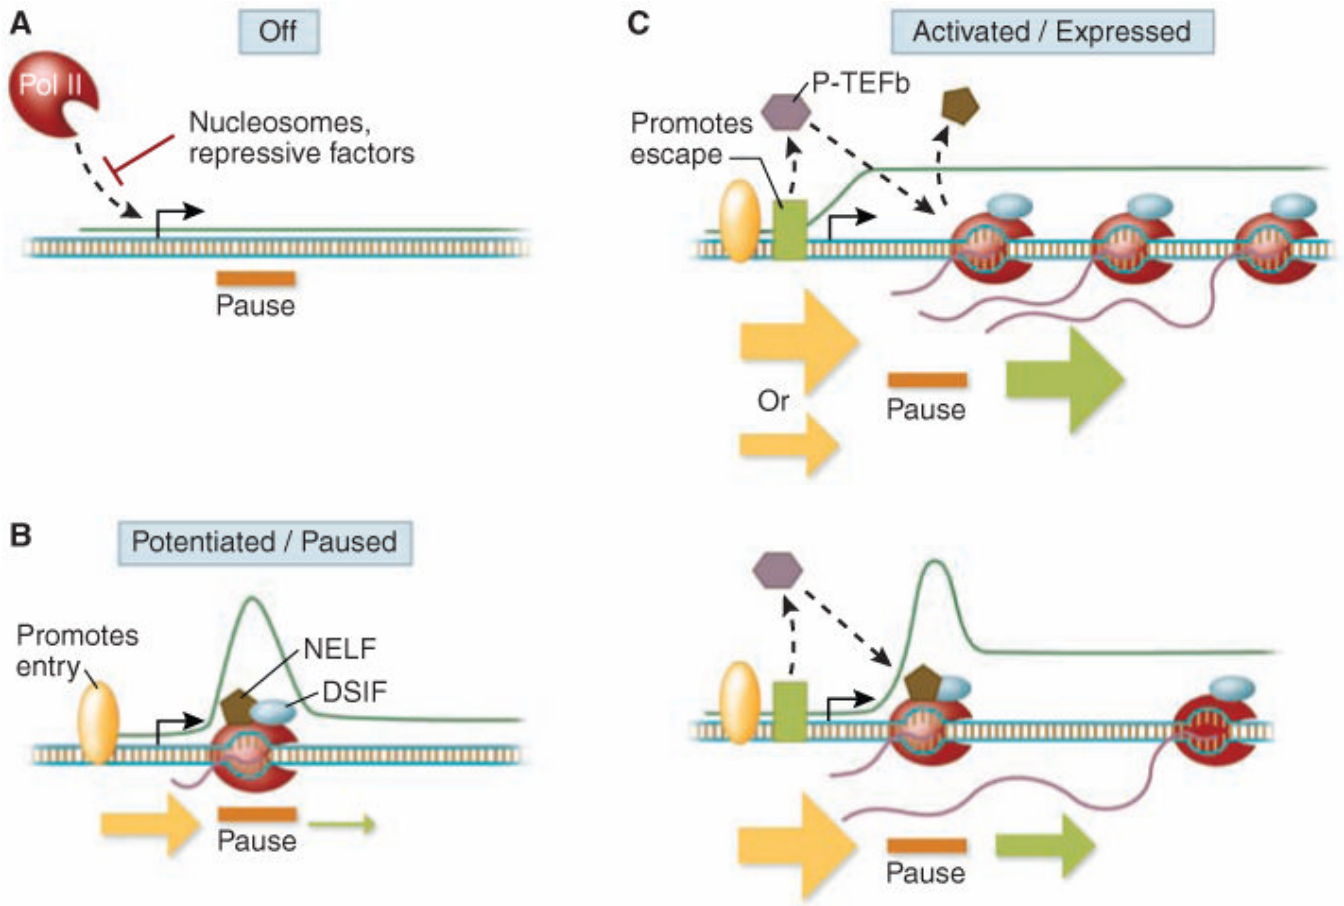 A
Off
Pol II
Nucleosomes,
repressive factors
Pause
B
Potentiated / Paused
Promotes
entry
NELF
DSIF
Pause
C
Activated / Expressed
P-TEFb
Promotes
escape
Or
Pause
Pause